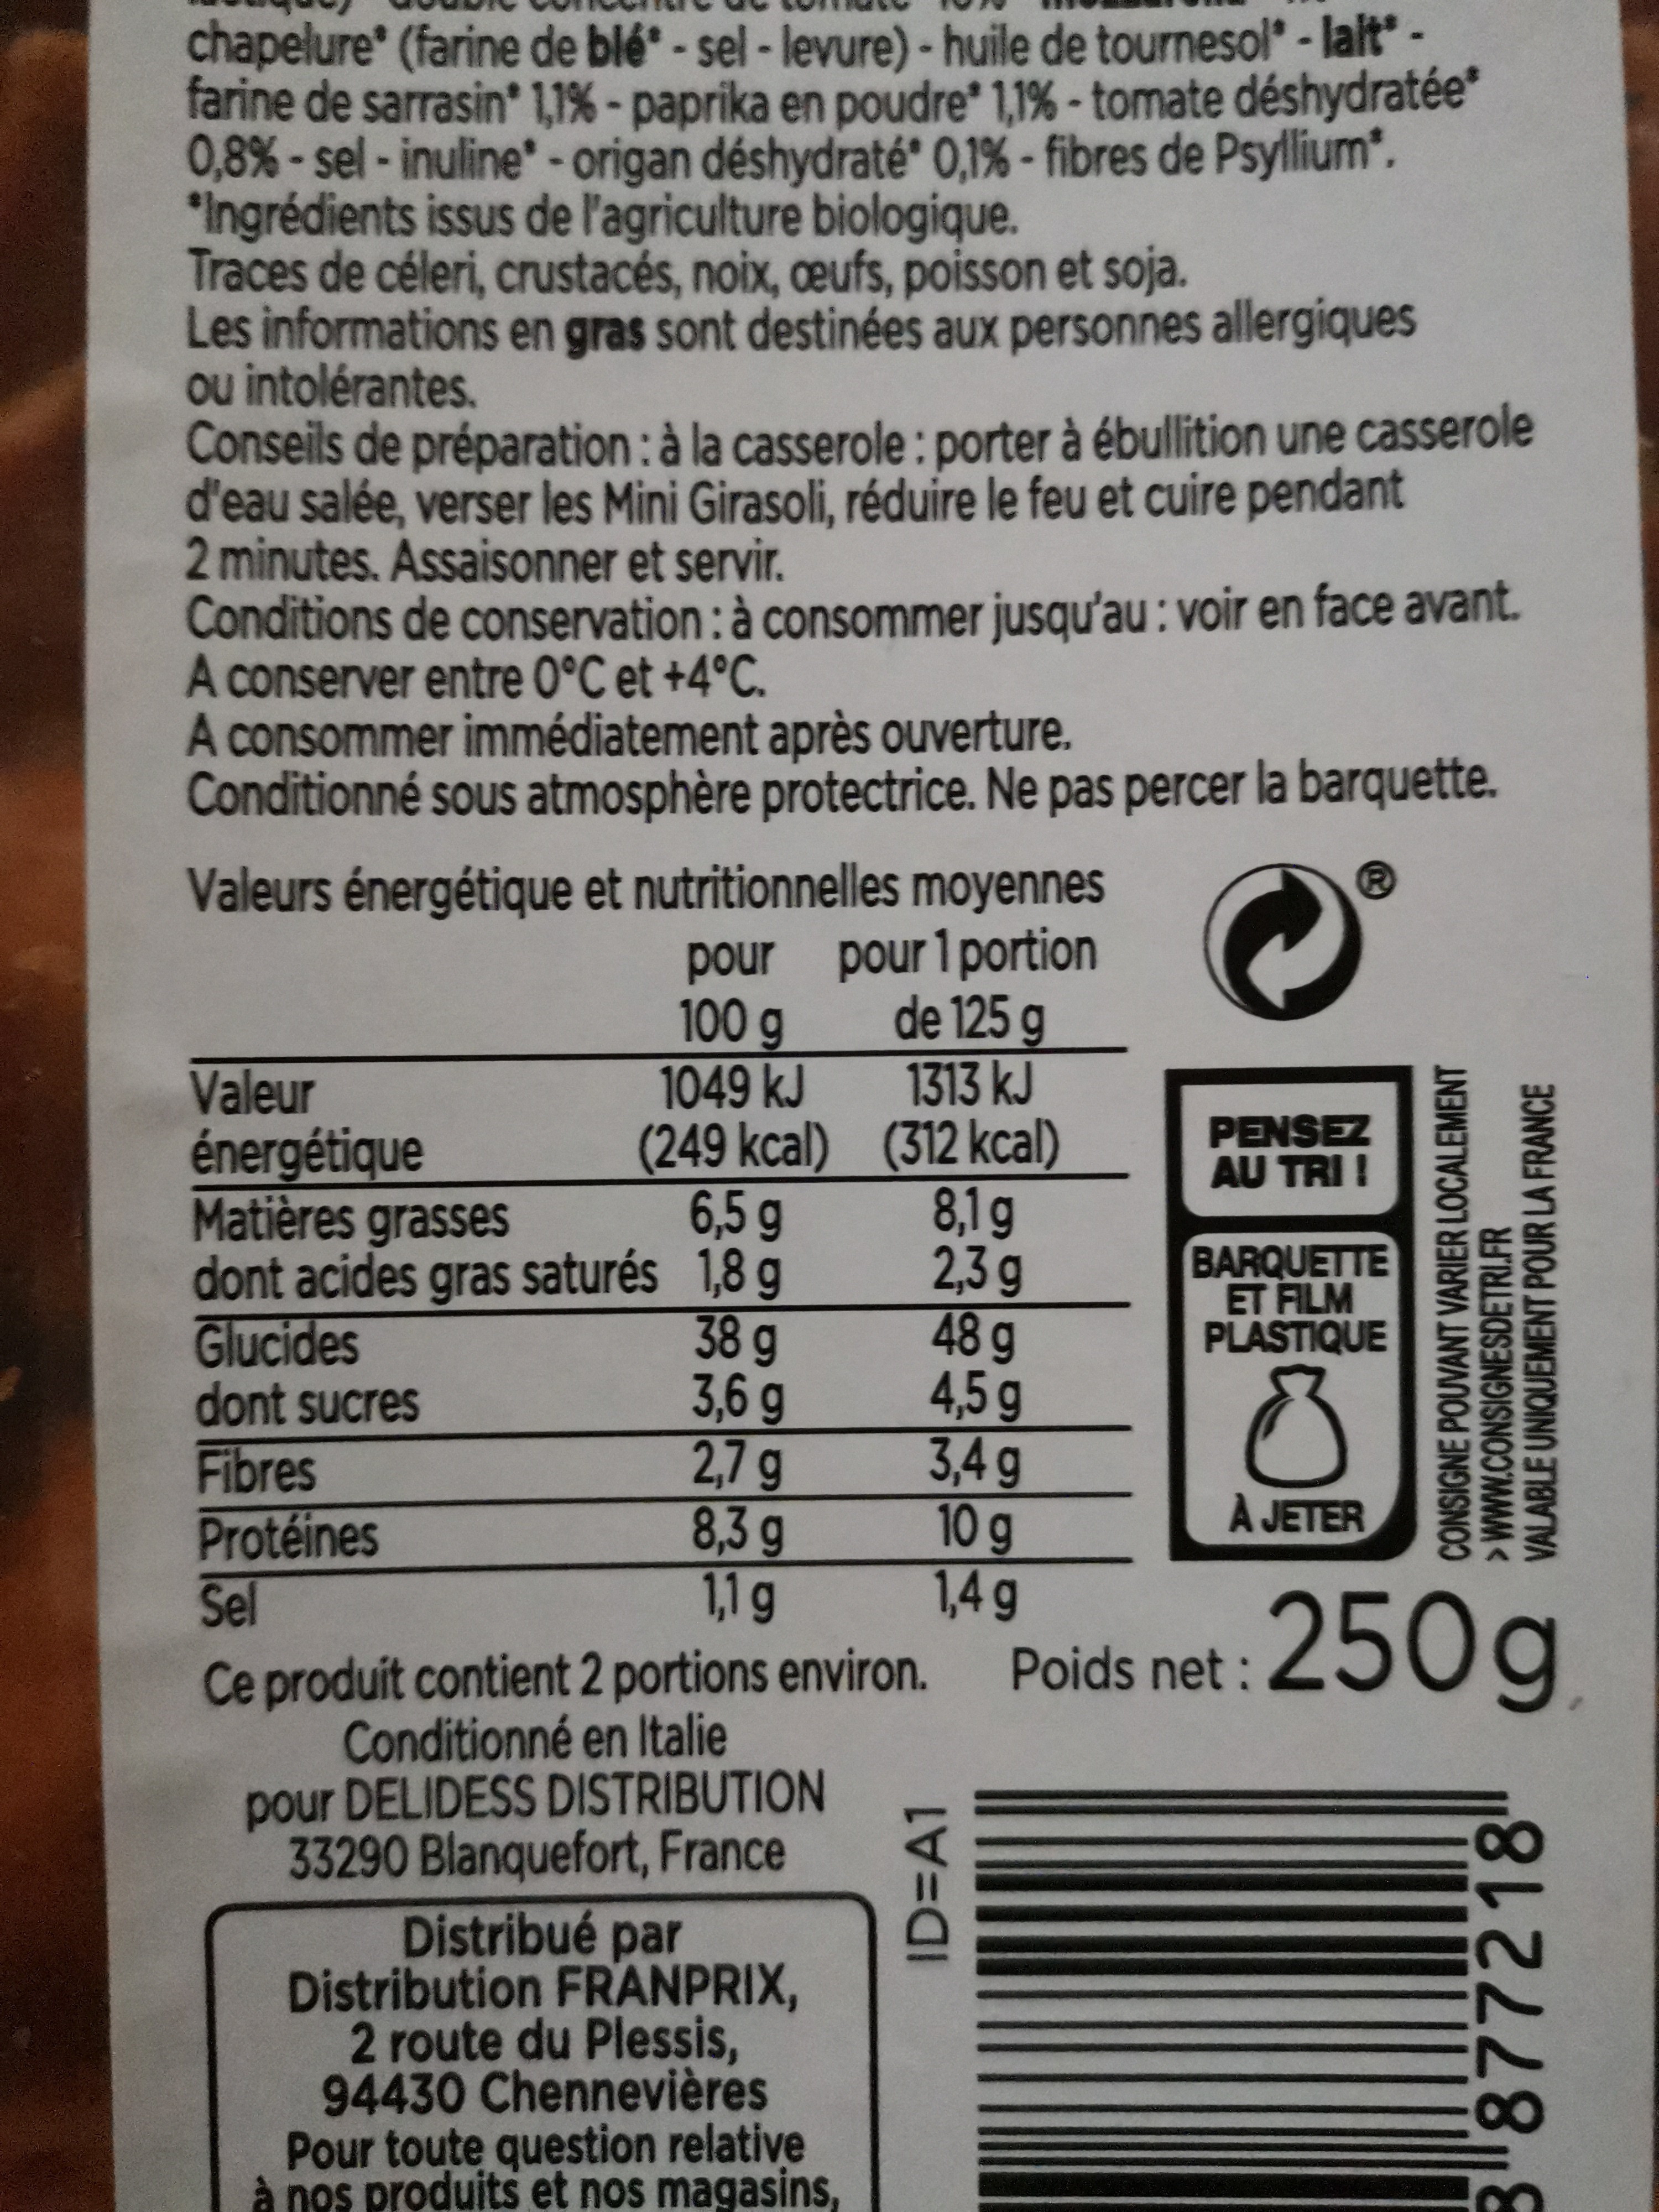 double concentré de tomate
chapelure* (farine de blé* - sel - levure) - huile de tournesol* - lait* -
farine de sarrasin* 1,1% - paprika en poudre* 1,1% - tomate déshydratée*
0,8% - sel - inuline* - origan déshydraté* 0,1% - fibres de Psyllium*.
*Ingrédients issus de l'agriculture biologique.
Traces de céleri, crustacés, noix, œufs, poisson et soja.
Les informations en gras sont destinées aux personnes allergiques
ou intolérantes.
Conseils de préparation : à la casserole : porter à ébullition une casserole
d'eau salée, verser les Mini Girasoli, réduire le feu et cuire pendant
2 minutes. Assaisonner et servir.
Conditions de conservation : à consommer jusqu'au : voir en face avant.
A conserver entre 0°C et +4°C.
A consommer immédiatement après ouverture.
Conditionné sous atmosphère protectrice. Ne pas percer la barquette.
Valeurs énergétique et nutritionnelles moyennes
®
pour pour 1 portion
100 g de 125 g
Valeur 1049 kJ 1313 kJ
énergétique (249 kcal) (312 kcal)
Matières grasses 6,5 g 8,1 g
dont acides gras saturés 1,8 g 2,3 g
Glucides 38 g 48 g
dont sucres 3,6 g 4,5 g
Fibres 2,7 g 3,4 g
Protéines 8,3 g 10 g
Sel 1,1 g 1,4 g
PENSEZ
AU TRI !
BARQUETTE
ET FILM
PLASTIQUE
À JETER
CONSIGNE POUVANT VARIER LOCALEMENT
> WWW.CONSIGNESDETRI.FR
VALABLE UNIQUEMENT POUR LA FRANCE
Ce produit contient 2 portions environ. Poids net : 250 g
Conditionné en Italie
pour DELIDESS DISTRIBUTION
33290 Blanquefort, France
ID=A1
877218
Distribué par
Distribution FRANPRIX,
2 route du Plessis,
94430 Chennevières
Pour toute question relative
à nos produits et nos magasins,